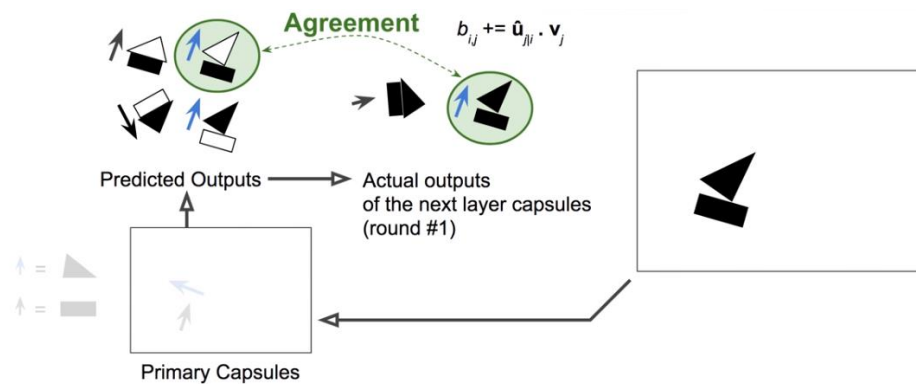 Agreement
b_{i,j} += û_{j|i} . v_j
Predicted Outputs
Actual outputs
of the next layer capsules
(round #1)
=
=
Primary Capsules